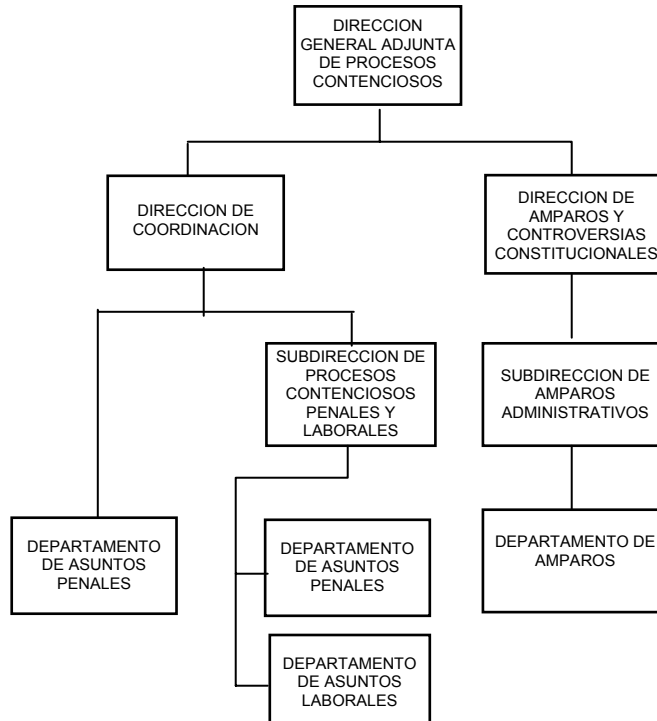 DIRECCION
GENERAL ADJUNTA
DE PROCESOS
CONTENCIOSOS
DIRECCION DE
COORDINACION
DIRECCION DE
AMPAROS Y
CONTROVERSIAS
CONSTITUCIONALES
SUBDIRECCION DE
PROCESOS
CONTENCIOSOS
PENALES Y
LABORALES
SUBDIRECCION DE
AMPAROS
ADMINISTRATIVOS
DEPARTAMENTO
DE ASUNTOS
PENALES
DEPARTAMENTO
DE ASUNTOS
PENALES
DEPARTAMENTO DE
AMPAROS
DEPARTAMENTO
DE ASUNTOS
LABORALES